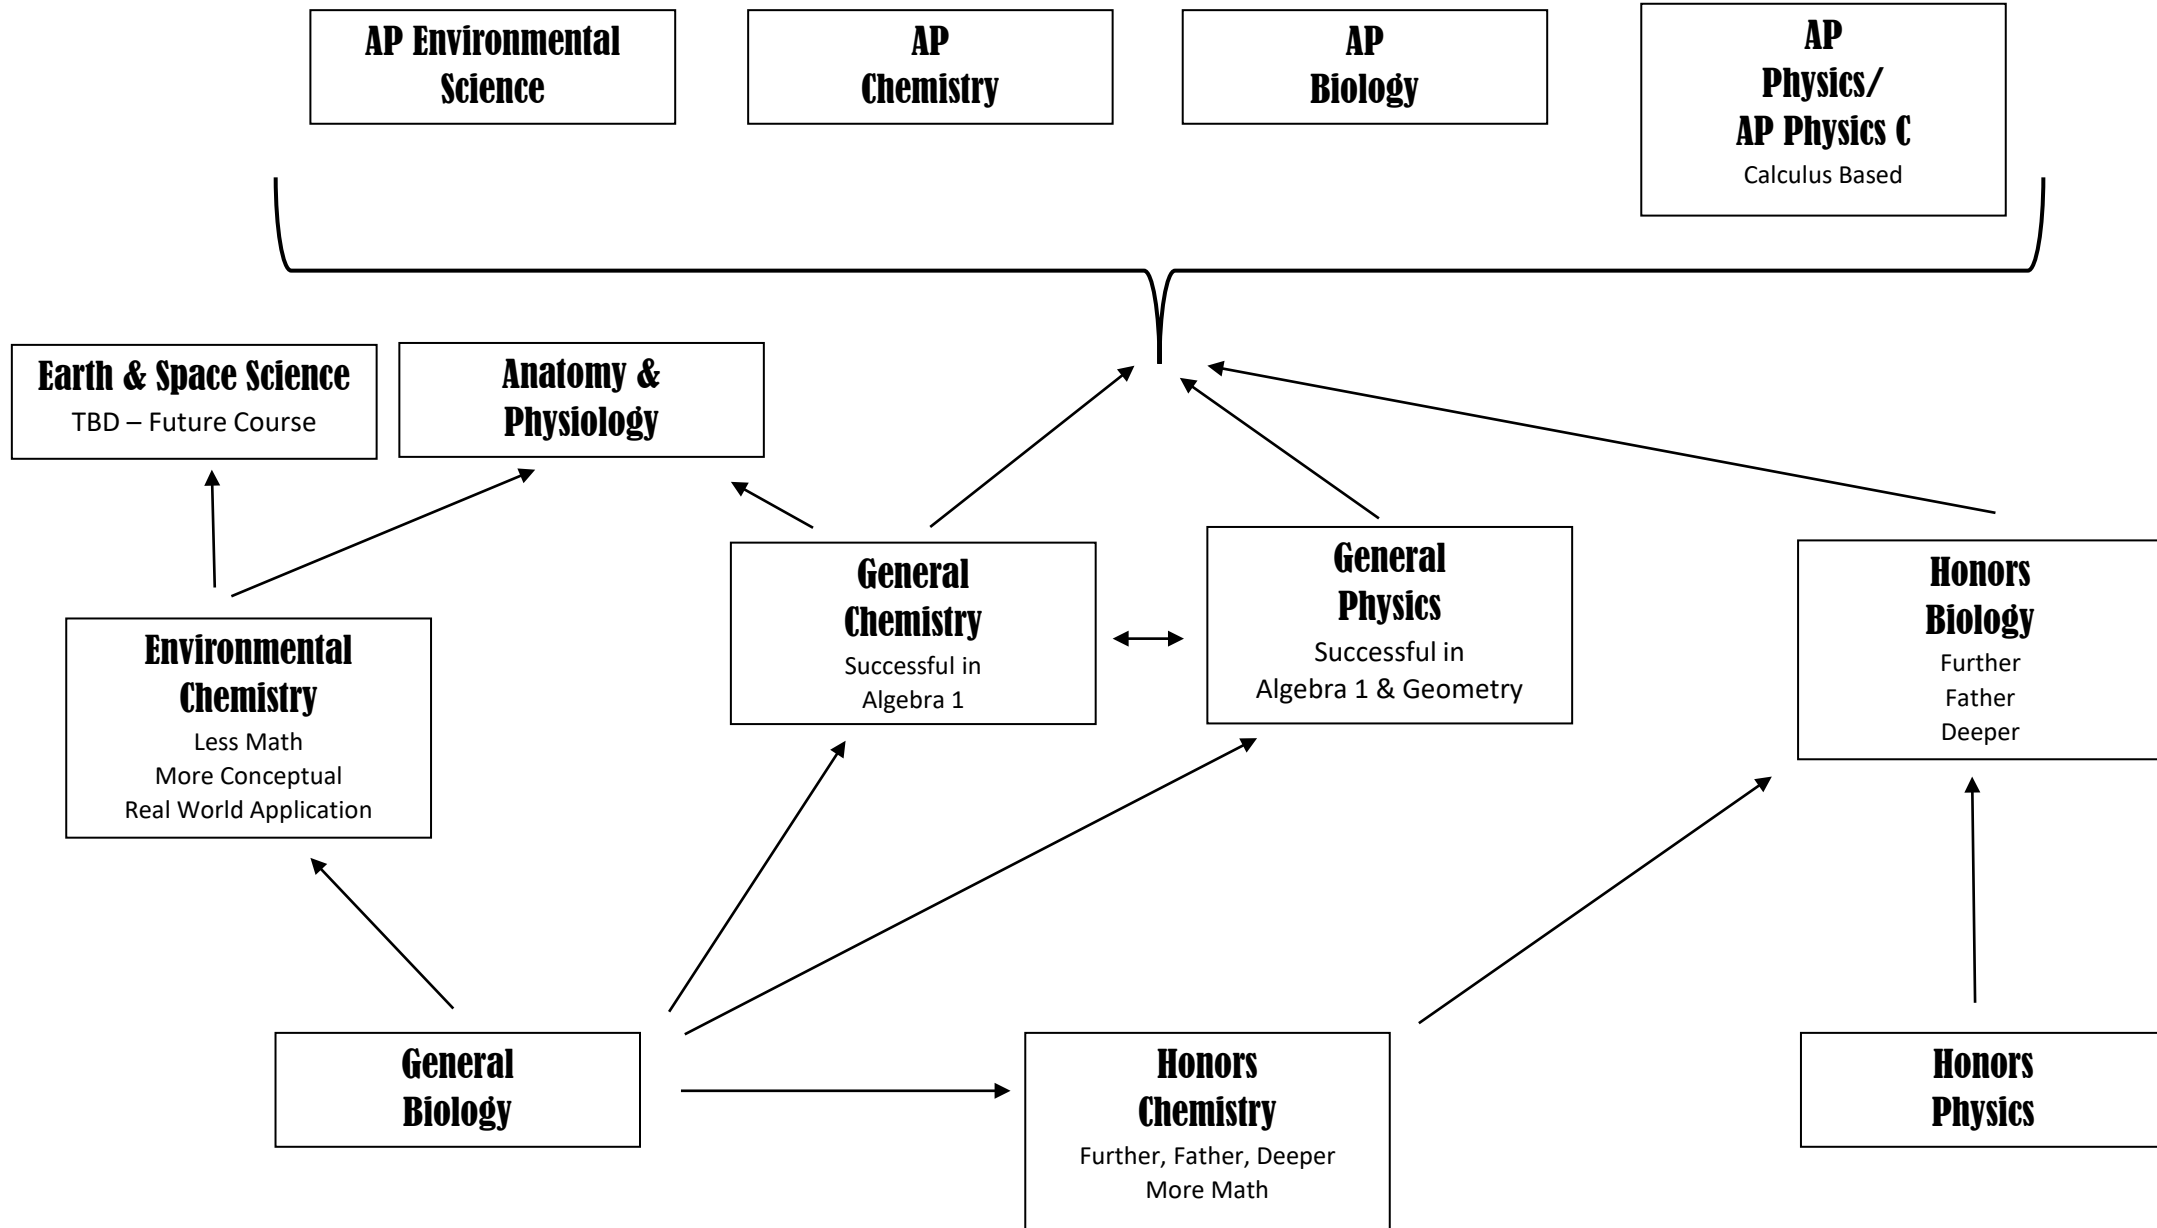 AP Environmental
Science
AP
Chemistry
AP
Biology
AP
Physics/
AP Physics C
Calculus Based
Earth & Space Science
TBD – Future Course
Anatomy &
Physiology
Environmental
Chemistry
Less Math
More Conceptual
Real World Application
General
Chemistry
Successful in
Algebra 1
General
Physics
Successful in
Algebra 1 & Geometry
Honors
Biology
Further
Father
Deeper
General
Biology
Honors
Chemistry
Further, Father, Deeper
More Math
Honors
Physics